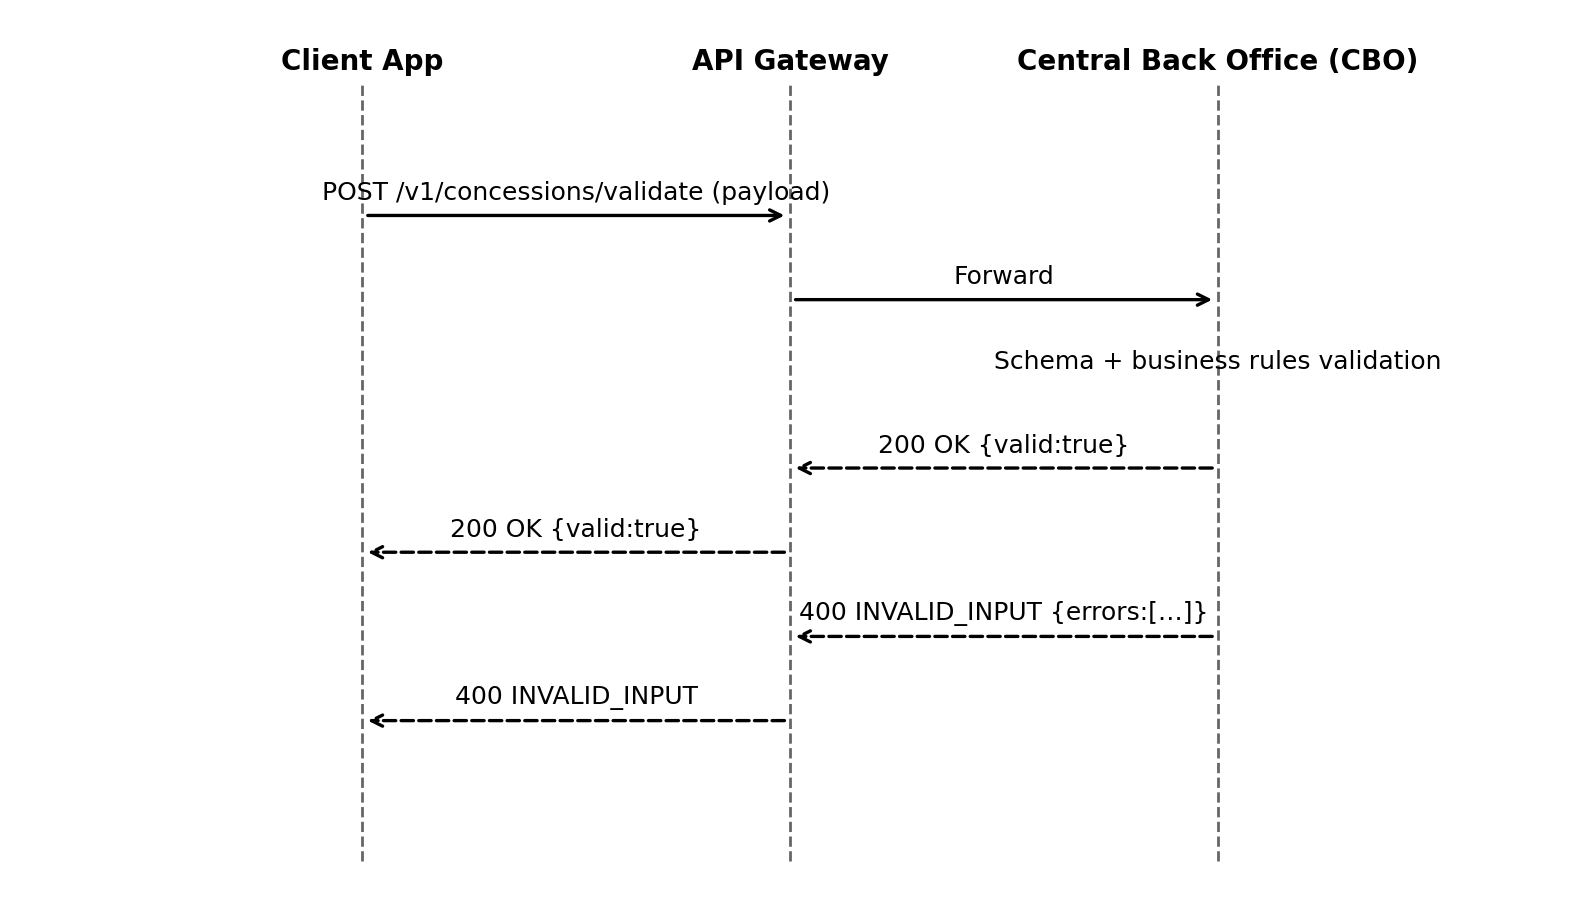 Client App
API Gateway
Central Back Office (CBO)
POST /v1/concessions/validate (payload)
Forward
Schema + business rules validation
200 OK {valid:true}
200 OK {valid:true}
400 INVALID_INPUT {errors:[...]}
400 INVALID_INPUT